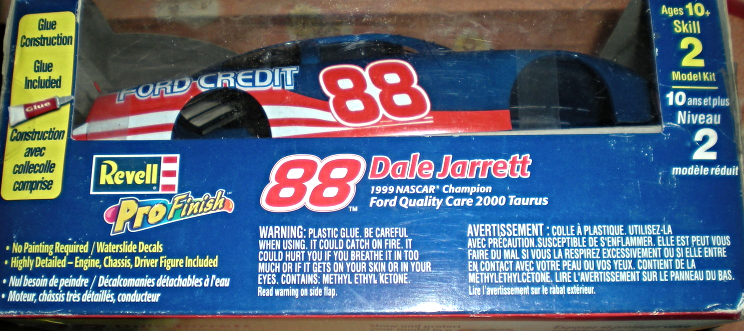 Glue
Construction
Glue
Included
Glue
Construction
avec
collecolle
comprise
FORD CREDIT
88
Ages 10+
Skill
2
Model Kit
10 ans et plus
Niveau
2
modèle réduit
Revell
Pro Finish™
88™
Dale Jarrett
1999 NASCAR® Champion
Ford Quality Care 2000 Taurus
• No Painting Required / Waterslide Decals
• Highly Detailed – Engine, Chassis, Driver Figure Included
• Nul besoin de peindre / Décalcomanies détachables à l'eau
• Moteur, châssis très détaillés, conducteur
WARNING: PLASTIC GLUE. BE CAREFUL
WHEN USING. IT COULD CATCH ON FIRE. IT
COULD HURT YOU IF YOU BREATHE IT IN TOO
MUCH OR IF IT GETS ON YOUR SKIN OR IN YOUR
EYES. CONTAINS: METHYL ETHYL KETONE.
Read warning on side flap.
AVERTISSEMENT : COLLE À PLASTIQUE. UTILISEZ-LA
AVEC PRÉCAUTION.SUSCEPTIBLE DE S'ENFLAMMER. ELLE EST PEUT VOUS
FAIRE DU MAL SI VOUS LA RESPIREZ EXCESSIVEMENT OU SI ELLE ENTRE
EN CONTACT AVEC VOTRE PEAU OU VOS YEUX. CONTIENT DE LA
METHYLETHYLCETONE. LIRE L'AVERTISSEMENT SUR LE PANNEAU DU BAS.
Lire l'avertissement sur le rabat extérieur.